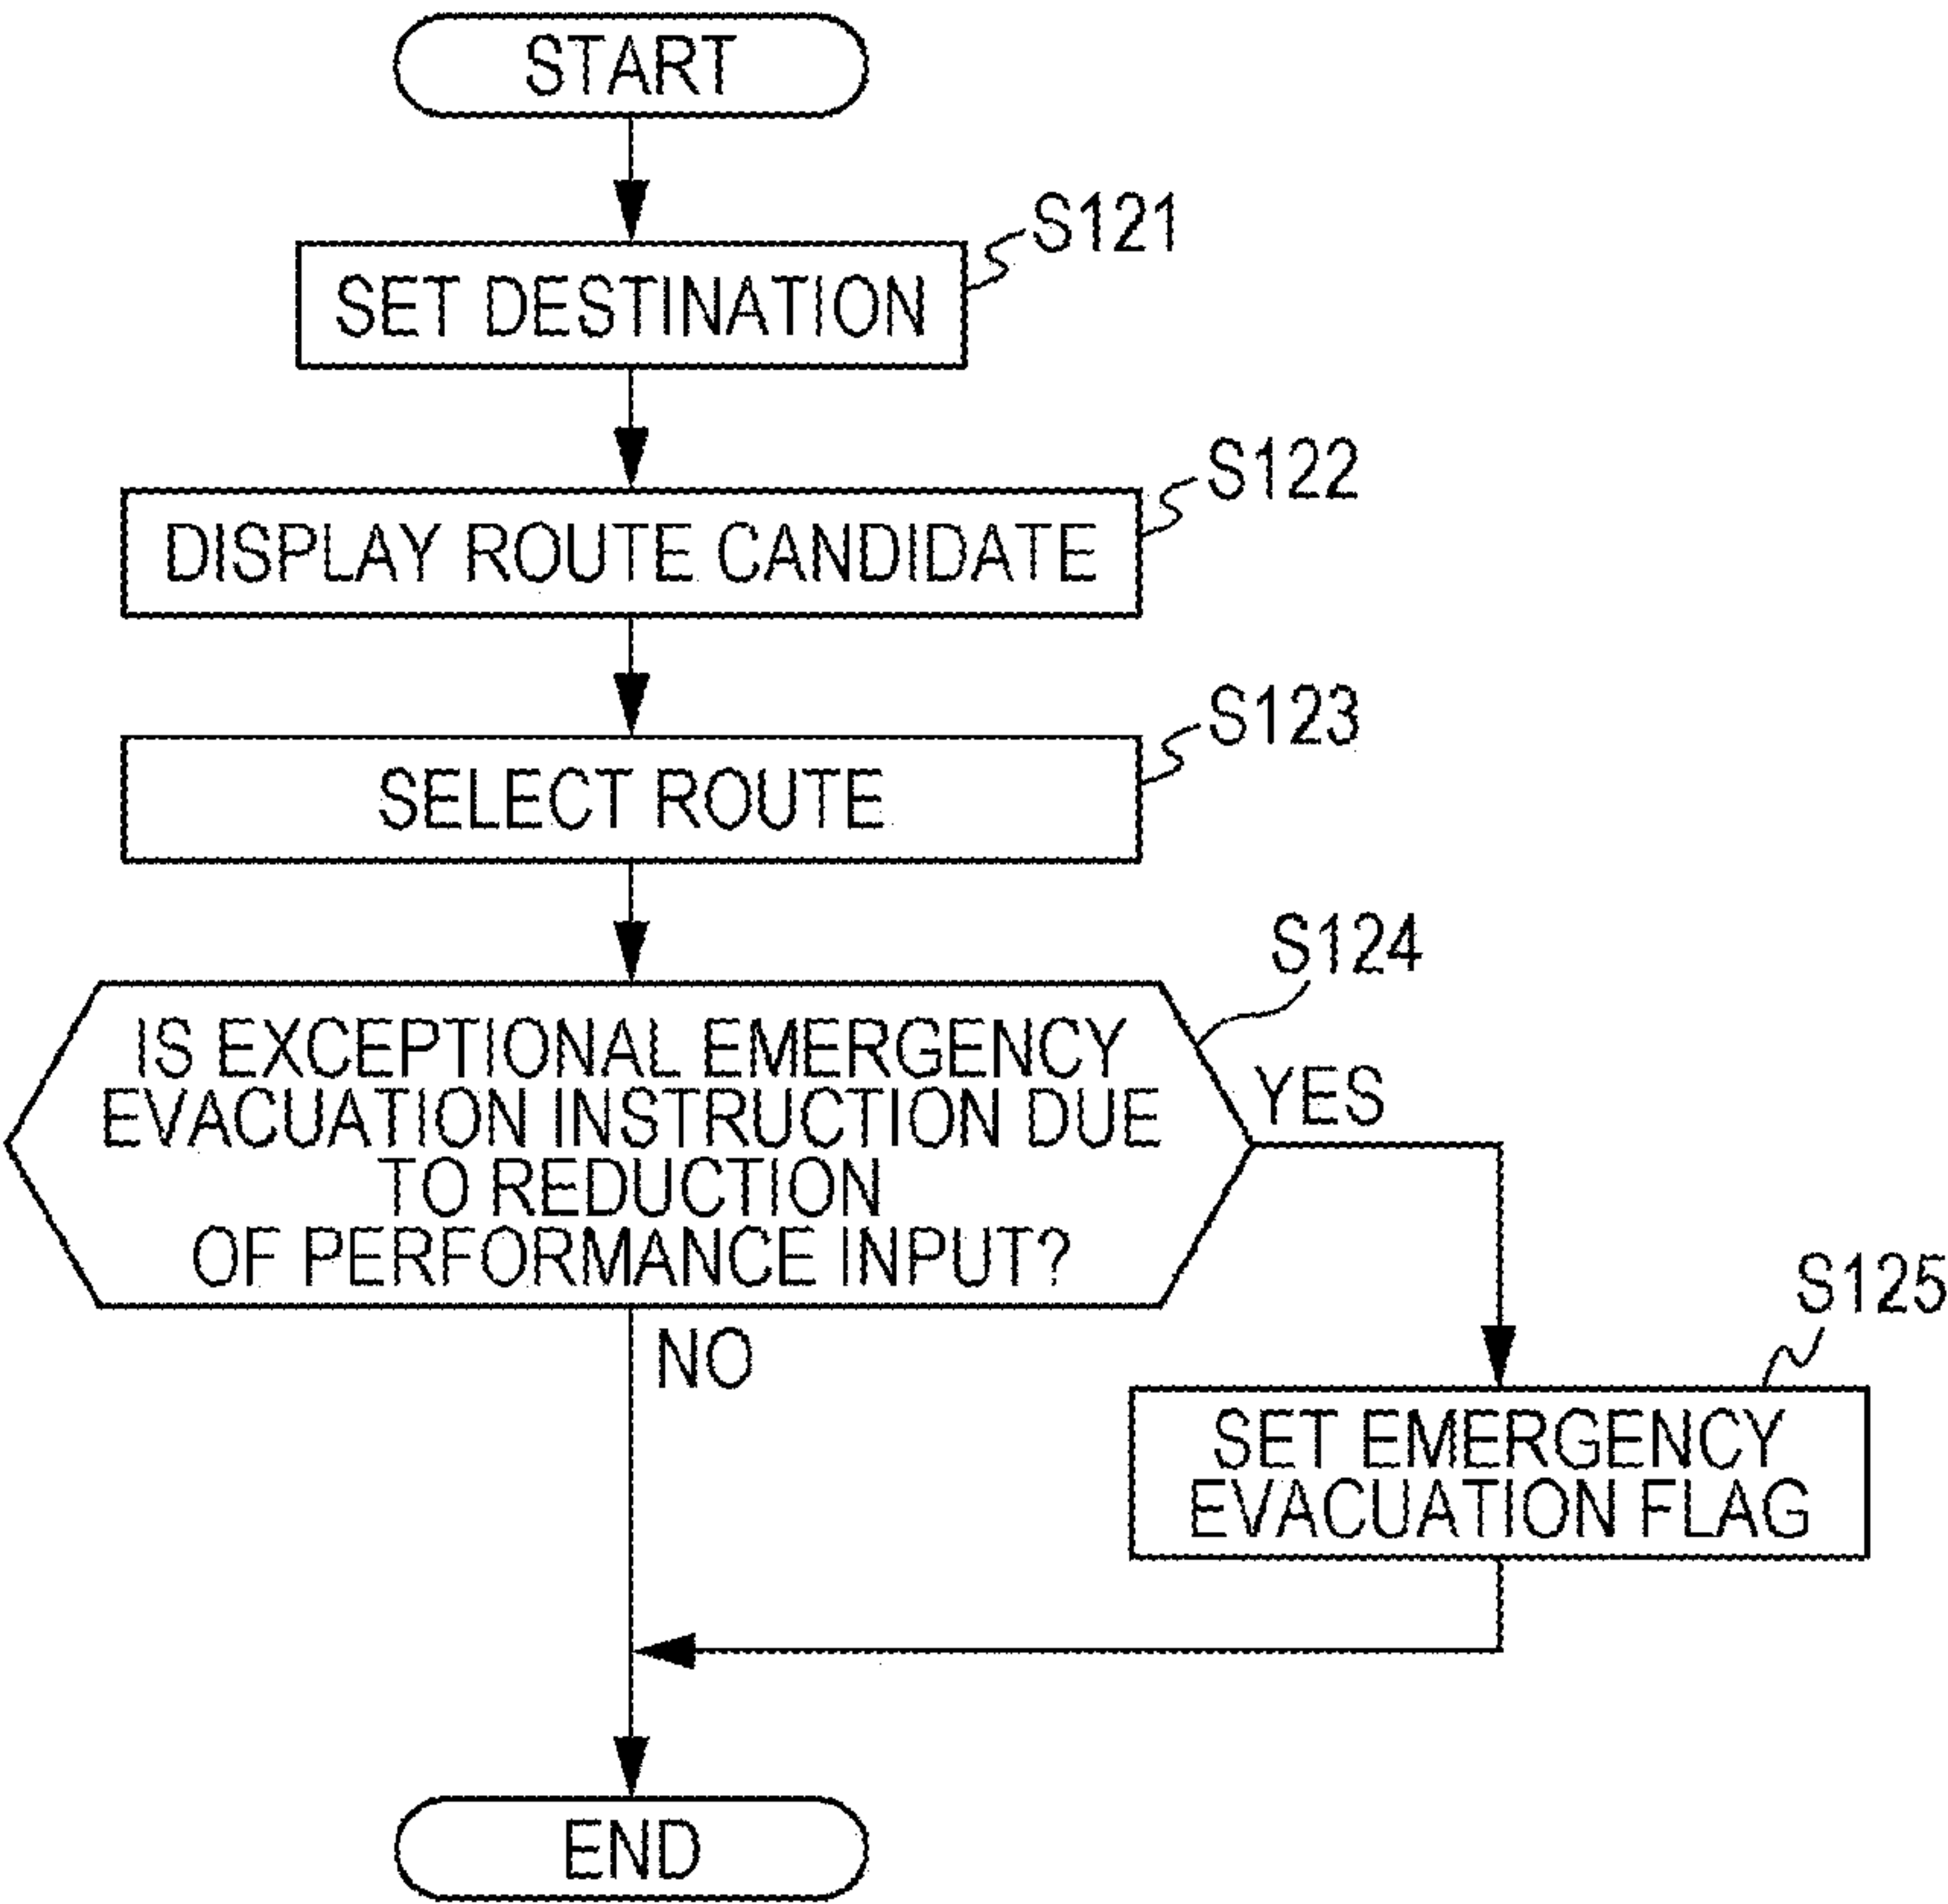 START
S121
SET DESTINATION
S122
DISPLAY ROUTE CANDIDATE
S123
SELECT ROUTE
S124
IS EXCEPTIONAL EMERGENCY
EVACUATION INSTRUCTION DUE
TO REDUCTION
OF PERFORMANCE INPUT?
YES
NO
S125
SET EMERGENCY
EVACUATION FLAG
END